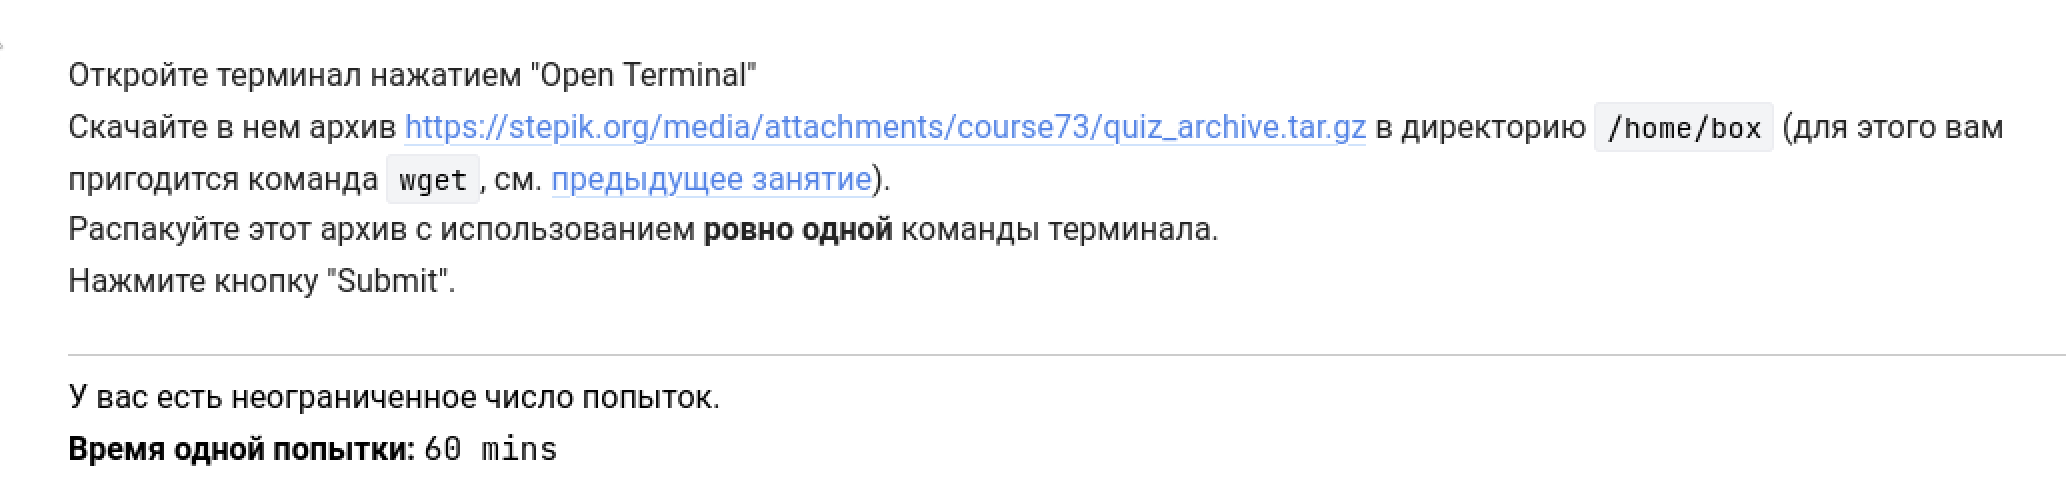 Откройте терминал нажатием "Open Terminal"
Скачайте в нем архив https://stepik.org/media/attachments/course73/quiz_archive.tar.gz в директорию /home/box (для этого вам
пригодится команда wget , см. предыдущее занятие).
Распакуйте этот архив с использованием ровно одной команды терминала.
Нажмите кнопку "Submit".
У вас есть неограниченное число попыток.
Время одной попытки: 60 mins